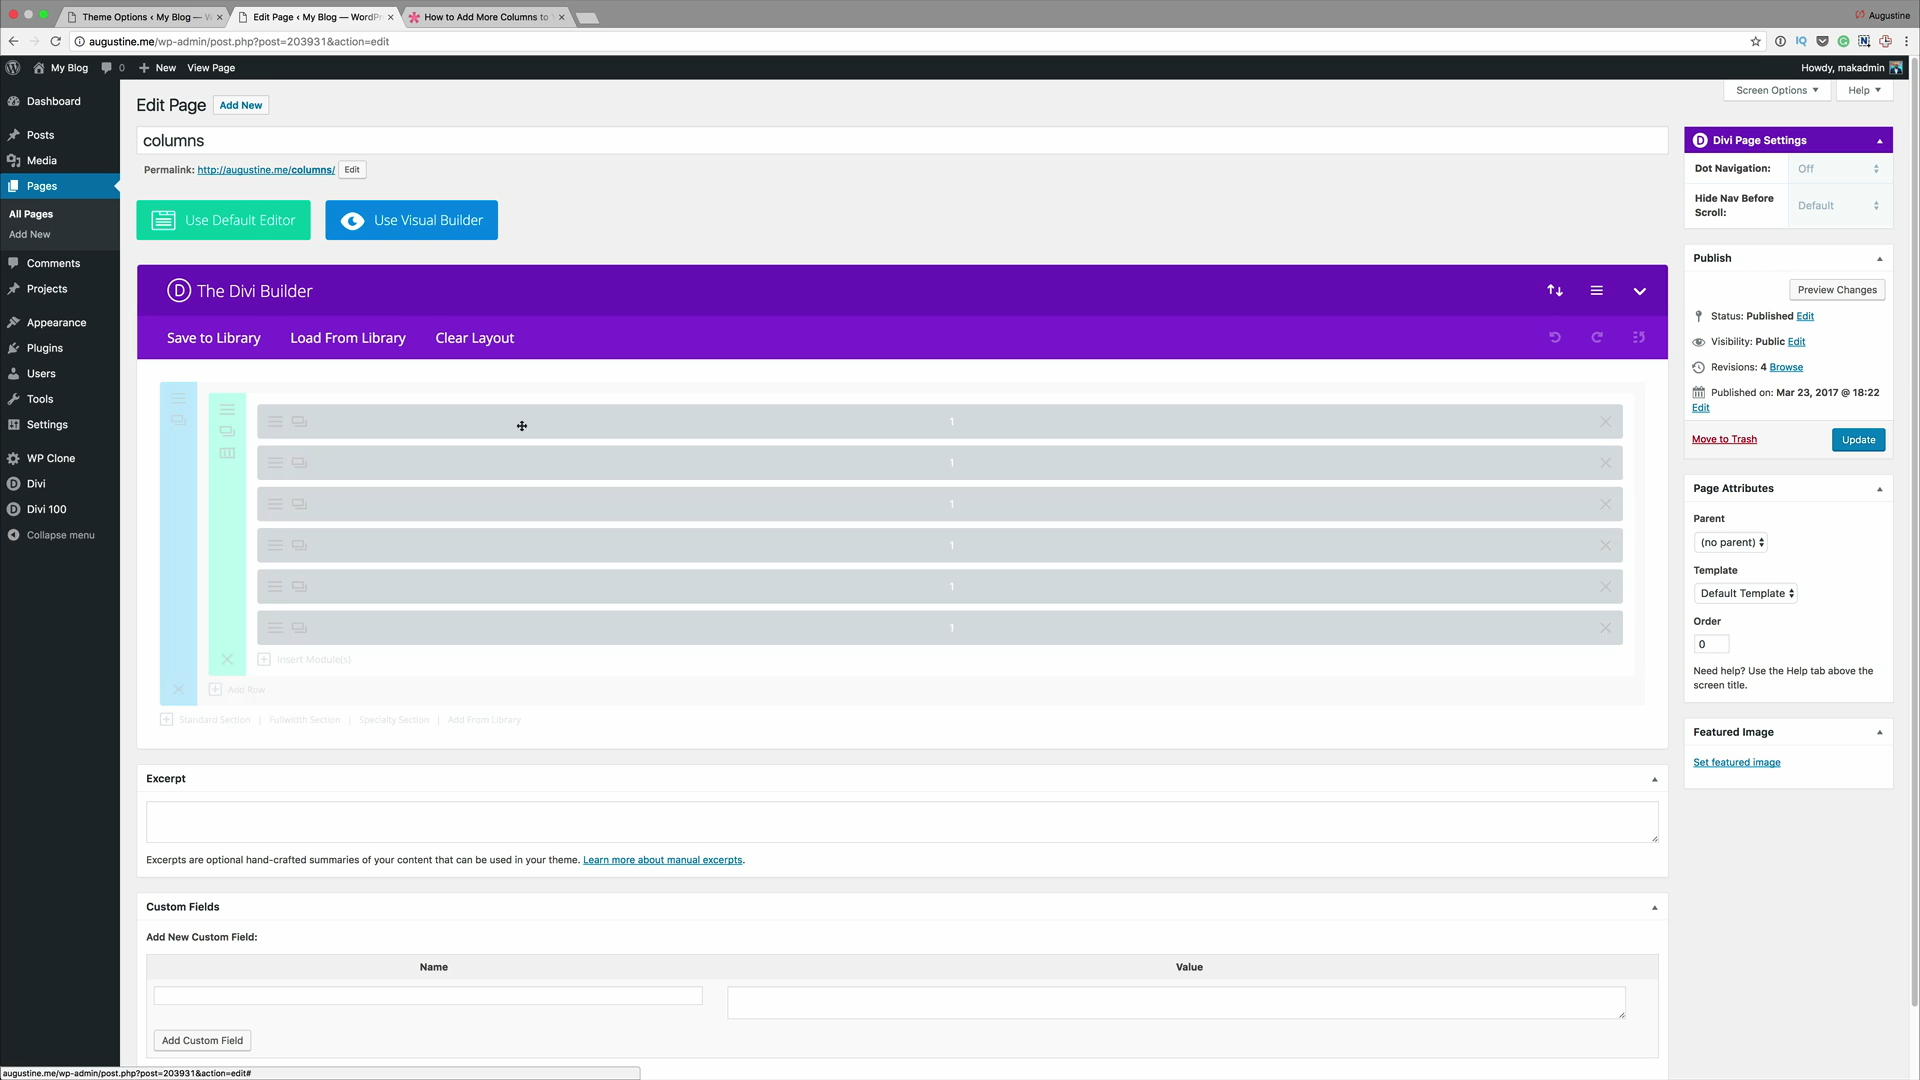 Theme Options ‹ My Blog — W
Edit Page ‹ My Blog — WordPr
How to Add More Columns to
Augustine
augustine.me/wp-admin/post.php?post=203931&action=edit
My Blog
0
New
View Page
Howdy, makadmin
Dashboard
Posts
Media
Pages
All Pages
Add New
Comments
Projects
Appearance
Plugins
Users
Tools
Settings
WP Clone
Divi
Divi 100
Collapse menu
Screen Options
Help
Edit Page
Add New
columns
Permalink: http://augustine.me/columns/
Edit
Use Default Editor
Use Visual Builder
D The Divi Builder
Save to Library
Load From Library
Clear Layout
1
1
1
1
1
1
Insert Module(s)
Add Row
Standard Section | Fullwidth Section | Specialty Section | Add From Library
Excerpt
Excerpts are optional hand-crafted summaries of your content that can be used in your theme. Learn more about manual excerpts.
Custom Fields
Add New Custom Field:
Name
Value
Add Custom Field
D Divi Page Settings
Dot Navigation:
Off
Hide Nav Before
Scroll:
Default
Publish
Preview Changes
Status: Published Edit
Visibility: Public Edit
Revisions: 4 Browse
Published on: Mar 23, 2017 @ 18:22
Edit
Move to Trash
Update
Page Attributes
Parent
(no parent)
Template
Default Template
Order
0
Need help? Use the Help tab above the
screen title.
Featured Image
Set featured image
augustine.me/wp-admin/post.php?post=203931&action=edit#